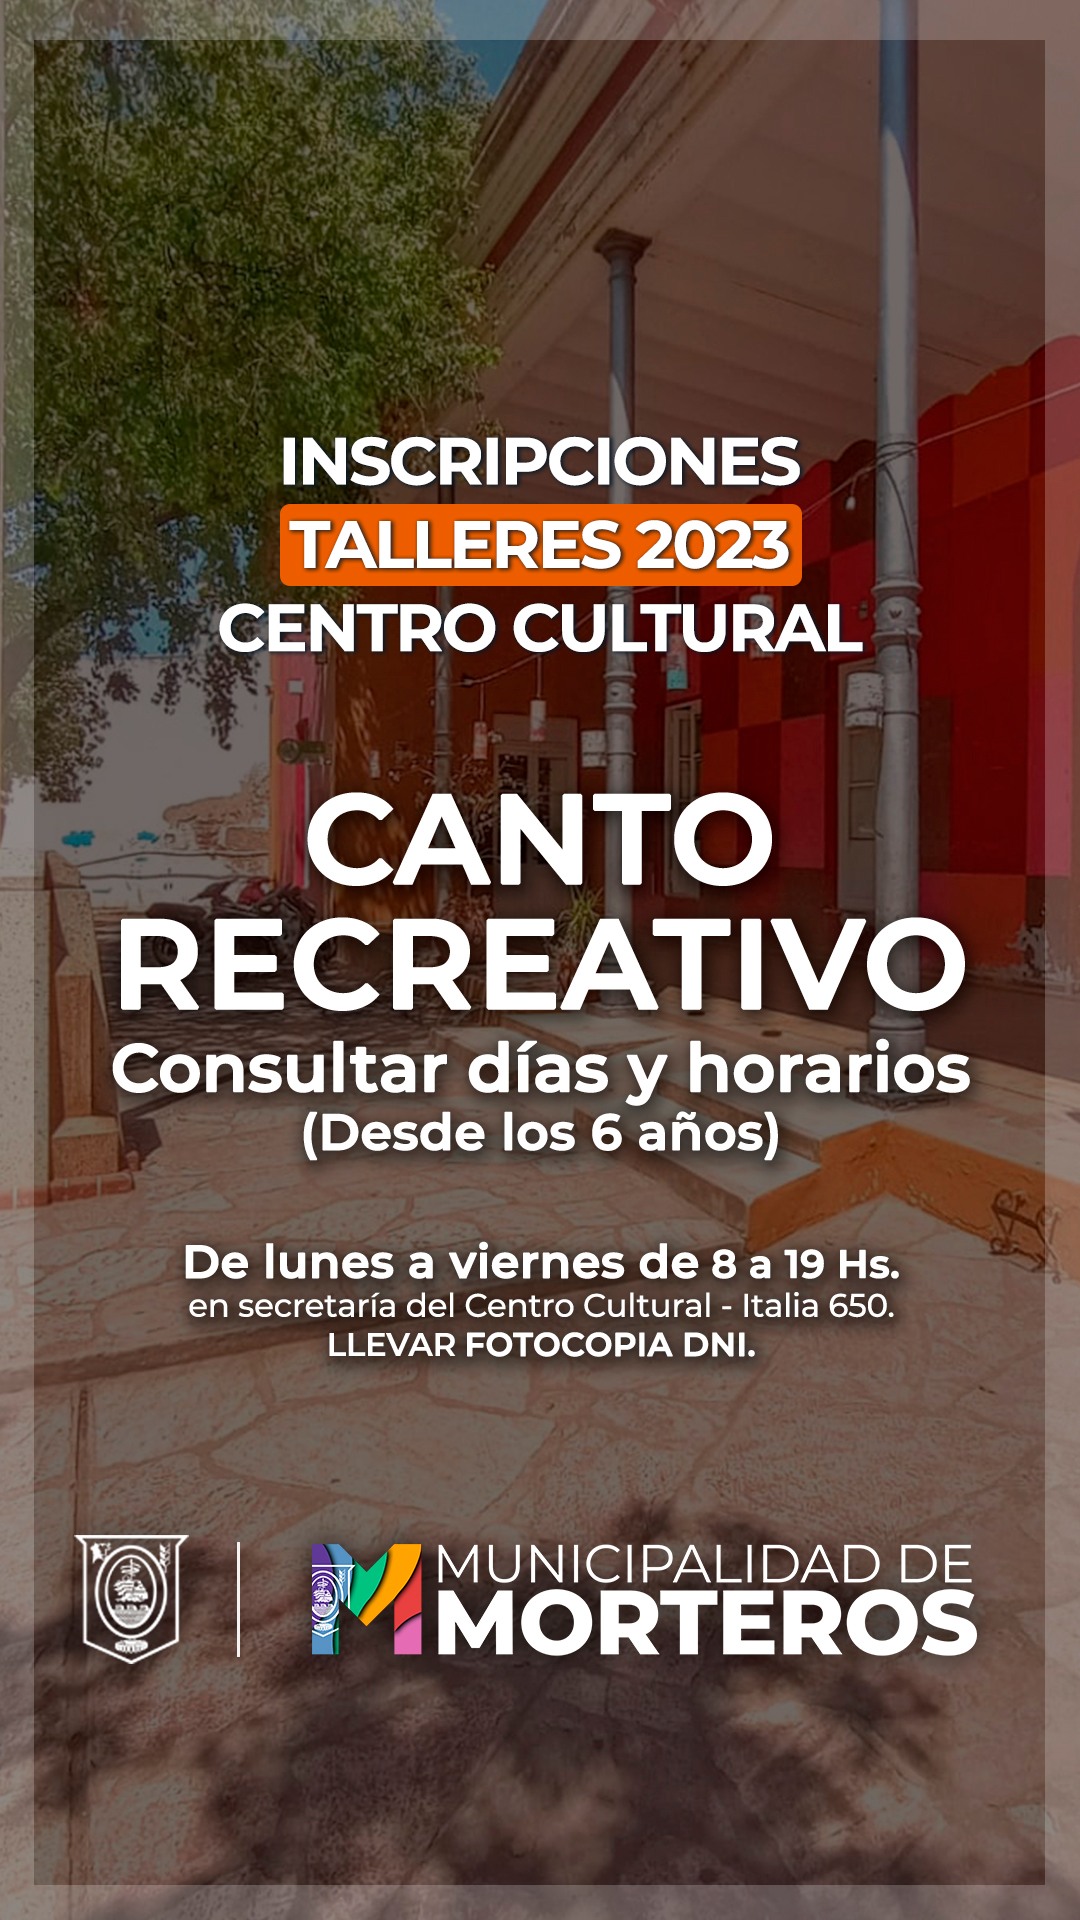 INSCRIPCIONES
TALLERES 2023
CENTRO CULTURAL
CANTO
RECREATIVO
Consultar días y horarios
(Desde los 6 años)
De lunes a viernes de 8 a 19 Hs.
en secretaría del Centro Cultural - Italia 650.
LLEVAR FOTOCOPIA DNI.
MUNICIPALIDAD DE
MORTEROS